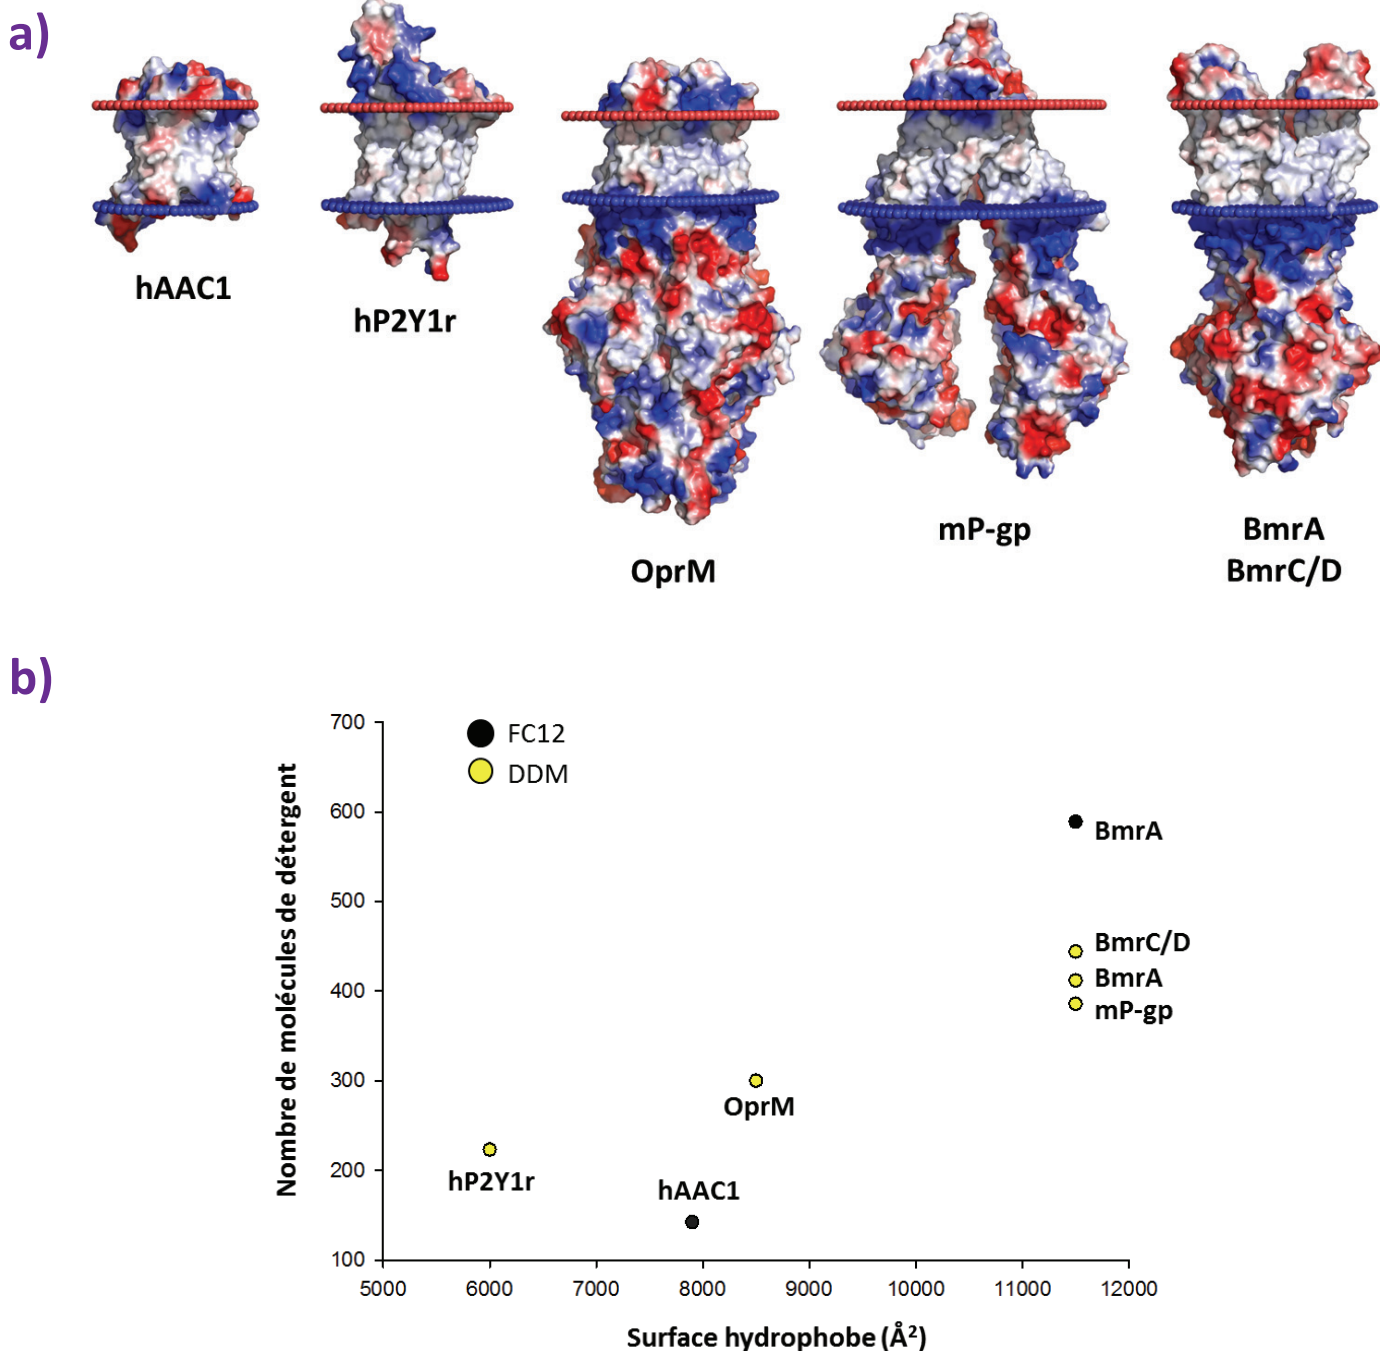 a)
hAAC1
hP2Y1r
OprM
mP-gp
BmrA
BmrC/D
b)
Nombre de molécules de détergent
700
600
500
400
300
200
100
FC12
DDM
BmrA
BmrC/D
BmrA
mP-gp
OprM
hP2Y1r
hAAC1
5000 6000 7000 8000 9000 10000 11000 12000
Surface hydrophobe (Å²)